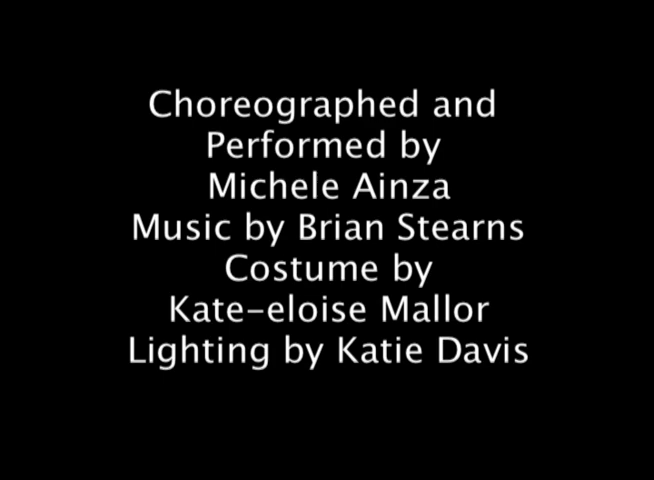 Choreographed and
Performed by
Michele Ainza
Music by Brian Stearns
Costume by
Kate-eloise Mallor
Lighting by Katie Davis